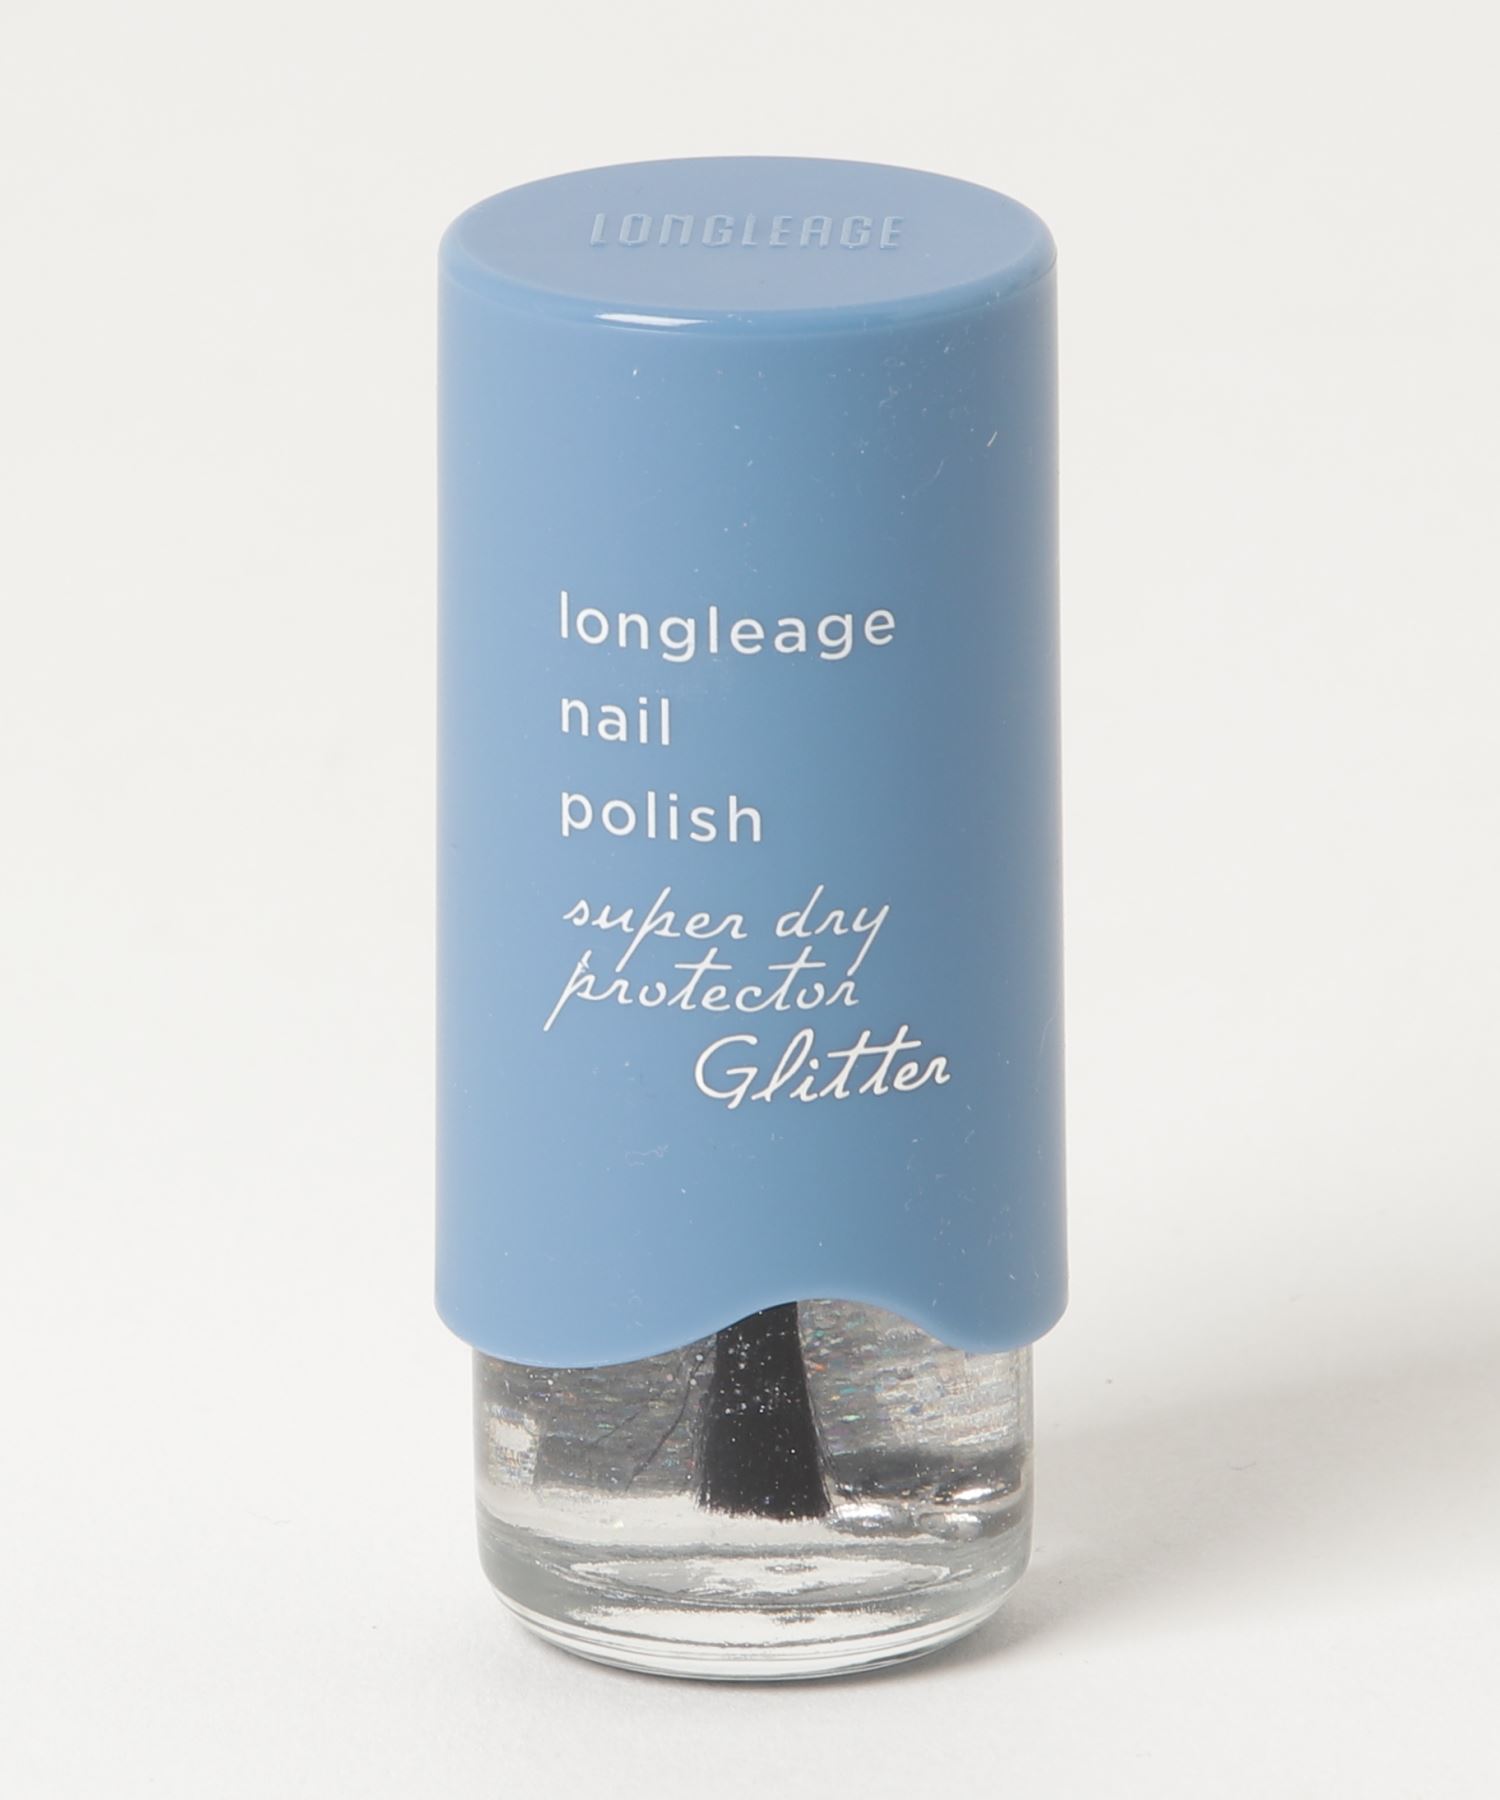 LONGLEAGE
longleage
nail
polish
super dry
protector
Glitter